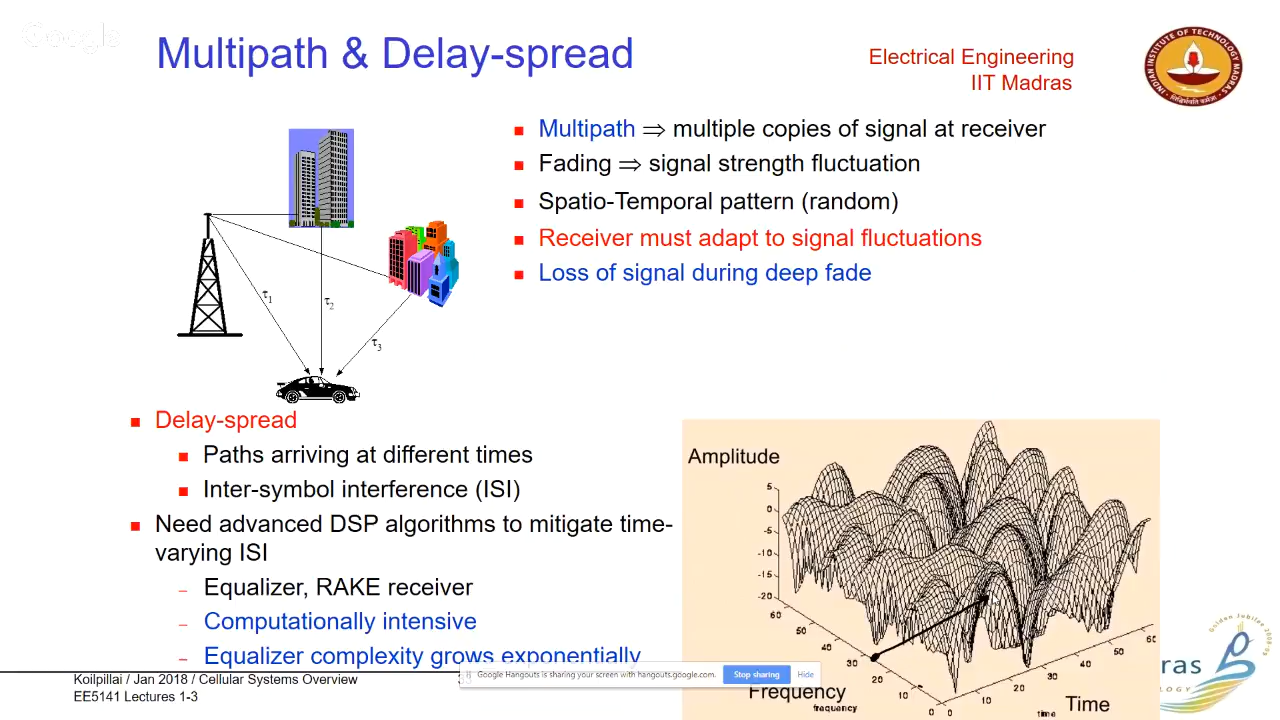 Google
Multipath & Delay-spread
Electrical Engineering
IIT Madras
INDIAN INSTITUTE OF TECHNOLOGY MADRAS
Multipath ⇒ multiple copies of signal at receiver
Fading ⇒ signal strength fluctuation
Spatio-Temporal pattern (random)
Receiver must adapt to signal fluctuations
Loss of signal during deep fade
τ1
τ2
τ3
Delay-spread
Paths arriving at different times
Inter-symbol interference (ISI)
Need advanced DSP algorithms to mitigate time-
varying ISI
– Equalizer, RAKE receiver
– Computationally intensive
– Equalizer complexity grows exponentially
Amplitude
5
0
-5
-10
-15
-20
60
50
40
30
20
10
0
0
10
20
30
40
50
60
Frequency
frequency
time
Time
Google Hangouts is sharing your screen with hangouts.google.com.
Stop sharing
Hide
Koilpillai / Jan 2018 / Cellular Systems Overview
EE5141 Lectures 1-3